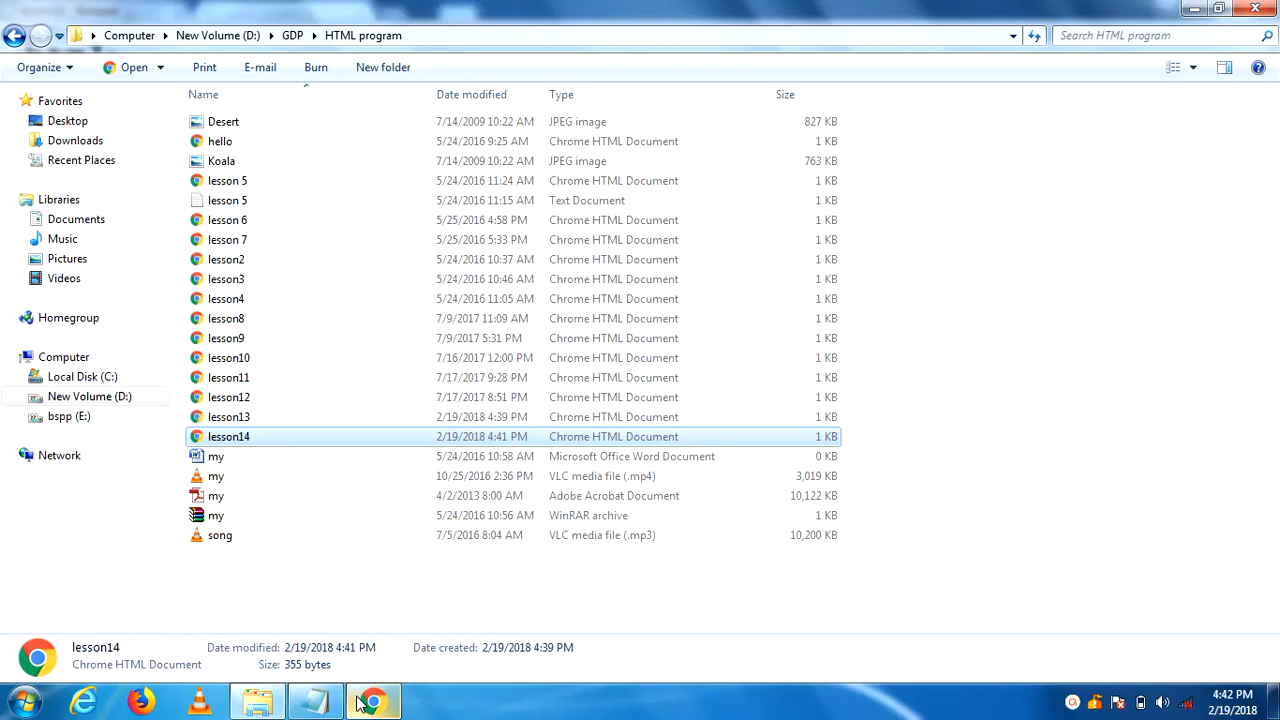 Computer New Volume (D:) GDP HTML program Search HTML program
Organize Open Print E-mail Burn New folder
Name Date modified Type Size
Favorites
Desktop
Downloads
Recent Places
Libraries
Documents
Music
Pictures
Videos
Homegroup
Computer
Local Disk (C:)
New Volume (D:)
bspp (E:)
Network
Desert 7/14/2009 10:22 AM JPEG image 827 KB
hello 5/24/2016 9:25 AM Chrome HTML Document 1 KB
Koala 7/14/2009 10:22 AM JPEG image 763 KB
lesson 5 5/24/2016 11:24 AM Chrome HTML Document 1 KB
lesson 5 5/24/2016 11:15 AM Text Document 1 KB
lesson 6 5/25/2016 4:58 PM Chrome HTML Document 1 KB
lesson 7 5/25/2016 5:33 PM Chrome HTML Document 1 KB
lesson2 5/24/2016 10:37 AM Chrome HTML Document 1 KB
lesson3 5/24/2016 10:46 AM Chrome HTML Document 1 KB
lesson4 5/24/2016 11:05 AM Chrome HTML Document 1 KB
lesson8 7/9/2017 11:09 AM Chrome HTML Document 1 KB
lesson9 7/9/2017 5:31 PM Chrome HTML Document 1 KB
lesson10 7/16/2017 12:00 PM Chrome HTML Document 1 KB
lesson11 7/17/2017 9:28 PM Chrome HTML Document 1 KB
lesson12 7/17/2017 8:51 PM Chrome HTML Document 1 KB
lesson13 2/19/2018 4:39 PM Chrome HTML Document 1 KB
lesson14 2/19/2018 4:41 PM Chrome HTML Document 1 KB
my 5/24/2016 10:58 AM Microsoft Office Word Document 0 KB
my 10/25/2016 2:36 PM VLC media file (.mp4) 3,019 KB
my 4/2/2013 8:00 AM Adobe Acrobat Document 10,122 KB
my 5/24/2016 10:56 AM WinRAR archive 1 KB
song 7/5/2016 8:04 AM VLC media file (.mp3) 10,200 KB
lesson14 Date modified: 2/19/2018 4:41 PM Date created: 2/19/2018 4:39 PM
Chrome HTML Document Size: 355 bytes
4:42 PM
2/19/2018